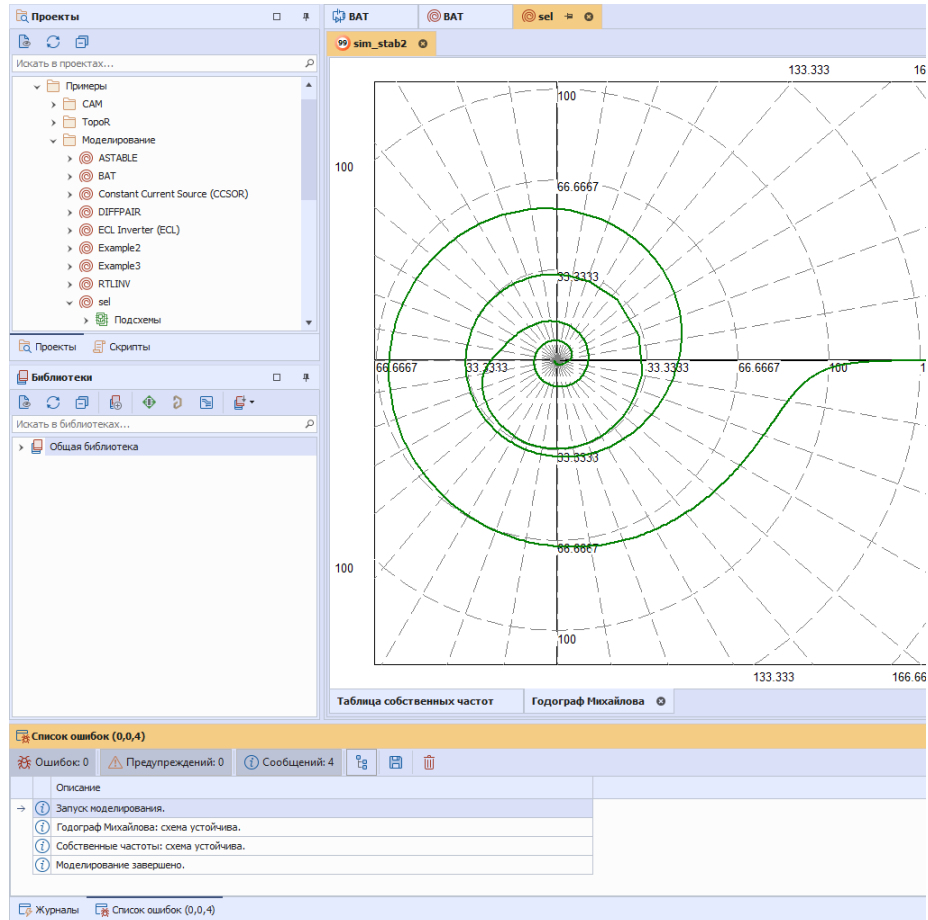 Проекты
Искать в проектах...
Примеры
CAM
TopoR
Моделирование
ASTABLE
BAT
Constant Current Source (CCSOR)
DIFFPAIR
ECL Inverter (ECL)
Example2
Example3
RTLINV
sel
Подсхемы
Проекты Скрипты
Библиотеки
Искать в библиотеках...
Общая библиотека
BAT BAT sel
99 sim_stab2
133.333 16
100
100
66.6667
33.3333
66.6667 33.3333 33.3333 66.6667 100 1
33.3333
66.6667
100
100
133.333 166.66
Таблица собственных частот Годограф Михайлова
Список ошибок (0,0,4)
Ошибок: 0 Предупреждений: 0 Сообщений: 4
Описание
Запуск моделирования.
Годограф Михайлова: схема устойчива.
Собственные частоты: схема устойчива.
Моделирование завершено.
Журналы Список ошибок (0,0,4)